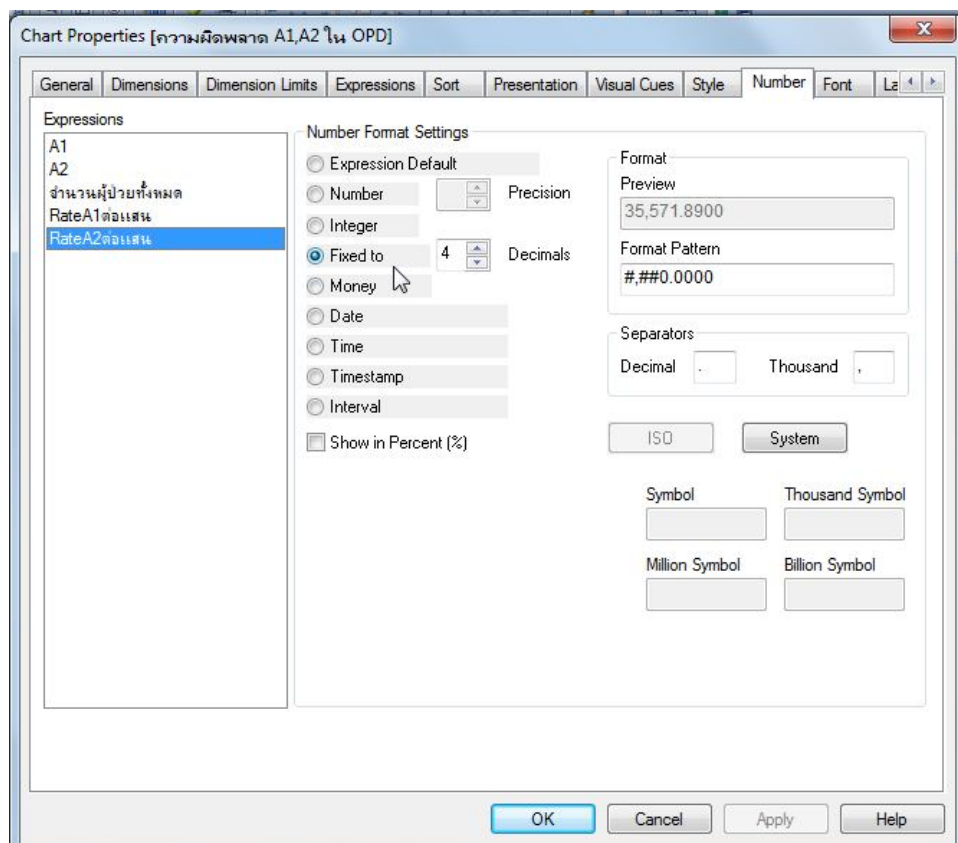 Chart Properties [ความผิดพลาด A1,A2 ใน OPD]
General Dimensions Dimension Limits Expressions Sort Presentation Visual Cues Style Number Font La
Expressions
A1
A2
จำนวนผู้ป่วยทั้งหมด
RateA1ต่อแสน
RateA2ต่อแสน
Number Format Settings
Expression Default
Number Precision
Integer
Fixed to 4 Decimals
Money
Date
Time
Timestamp
Interval
Show in Percent (%)
Format
Preview
35,571.8900
Format Pattern
#,##0.0000
Separators
Decimal . Thousand ,
ISO System
Symbol Thousand Symbol
Million Symbol Billion Symbol
OK Cancel Apply Help